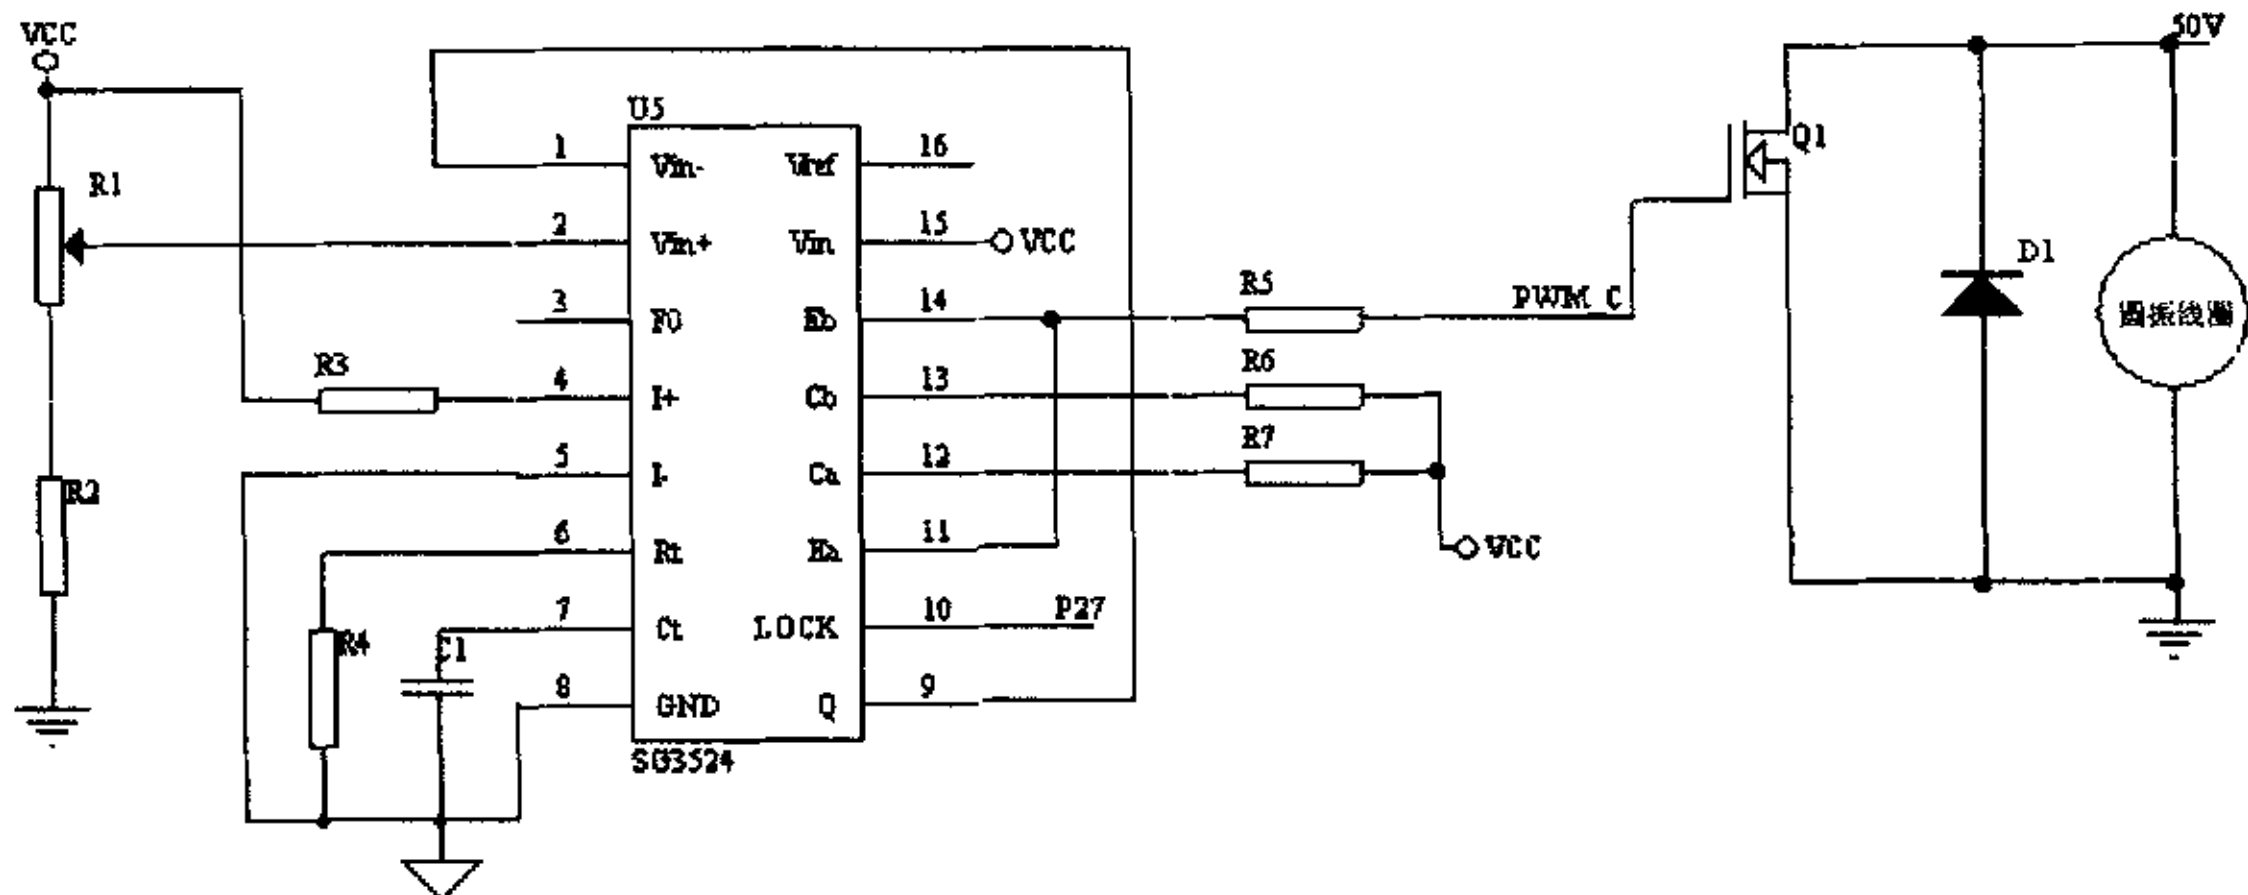 VCC
50V
U5
Q1
1
Vin-
Vref
16
R1
2
Vin+
Vin
15
VCC
D1
3
F0
Eb
14
R5
PWM_C
R3
4
I+
Cb
13
R6
5
I-
Ca
12
R7
R2
6
Rt
Ea
11
VCC
7
Ct
LOCK
10
P27
R4
C1
8
GND
Q
9
SG3524